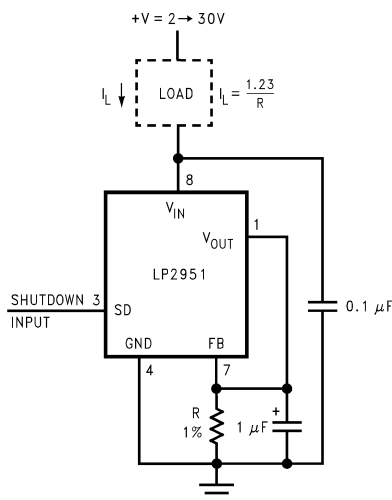 +V = 2→30V
I_L ↓
LOAD
I_L = 1.23/R
8
V_IN
1
V_OUT
LP2951
SHUTDOWN 3
INPUT
SD
0.1 μF
GND
FB
4
7
R
1%
+
1 μF